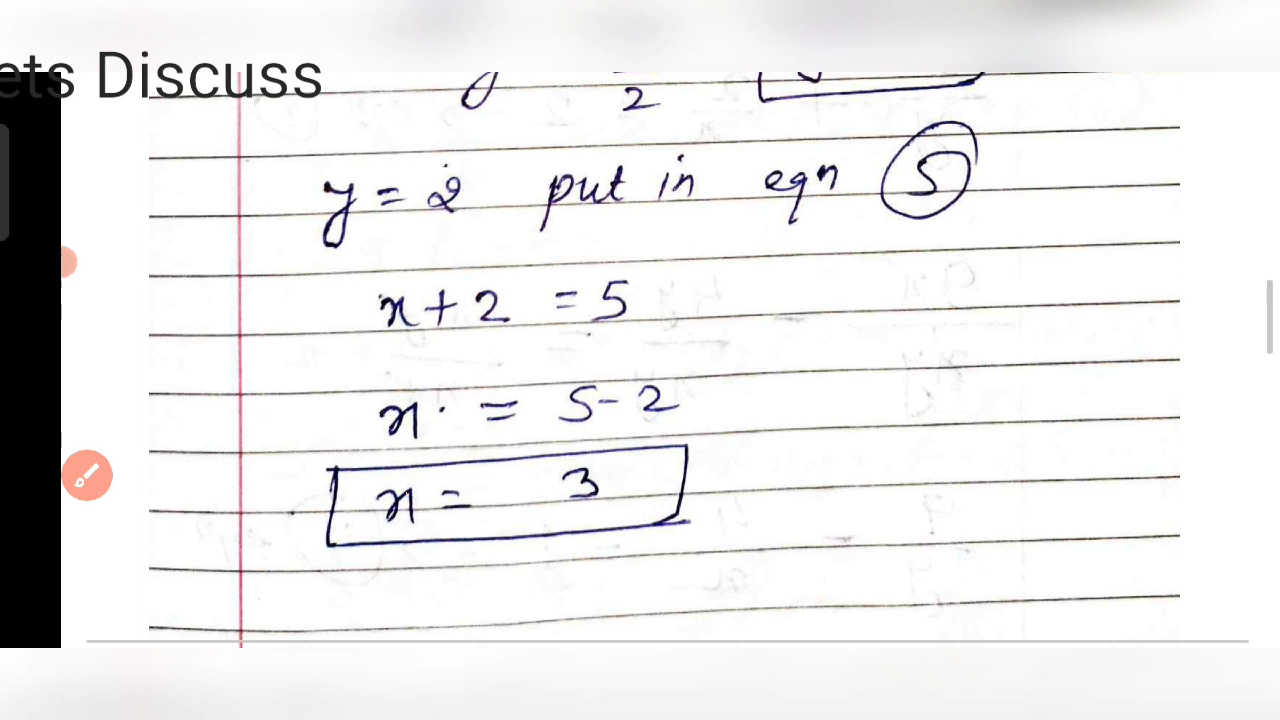 ets Discuss
y 2
y = 2 put in eqn 5
x + 2 = 5
x = 5 - 2
x = 3